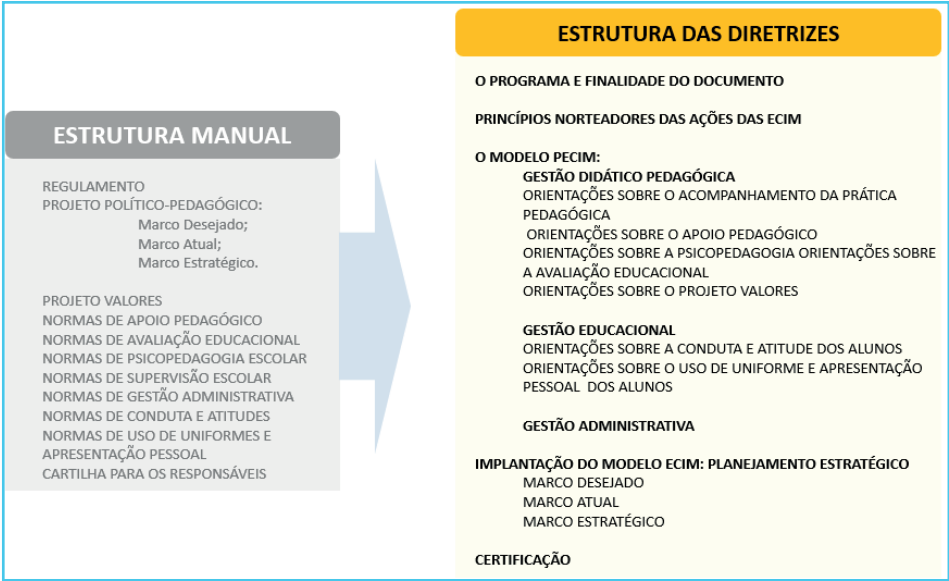 ESTRUTURA MANUAL
REGULAMENTO
PROJETO POLÍTICO-PEDAGÓGICO:
Marco Desejado;
Marco Atual;
Marco Estratégico.
PROJETO VALORES
NORMAS DE APOIO PEDAGÓGICO
NORMAS DE AVALIAÇÃO EDUCACIONAL
NORMAS DE PSICOPEDAGOGIA ESCOLAR
NORMAS DE SUPERVISÃO ESCOLAR
NORMAS DE GESTÃO ADMINISTRATIVA
NORMAS DE CONDUTA E ATITUDES
NORMAS DE USO DE UNIFORMES E
APRESENTAÇÃO PESSOAL
CARTILHA PARA OS RESPONSÁVEIS
ESTRUTURA DAS DIRETRIZES
O PROGRAMA E FINALIDADE DO DOCUMENTO
PRINCÍPIOS NORTEADORES DAS AÇÕES DAS ECIM
O MODELO PECIM:
GESTÃO DIDÁTICO PEDAGÓGICA
ORIENTAÇÕES SOBRE O ACOMPANHAMENTO DA PRÁTICA
PEDAGÓGICA
ORIENTAÇÕES SOBRE O APOIO PEDAGÓGICO
ORIENTAÇÕES SOBRE A PSICOPEDAGOGIA ORIENTAÇÕES SOBRE
A AVALIAÇÃO EDUCACIONAL
ORIENTAÇÕES SOBRE O PROJETO VALORES
GESTÃO EDUCACIONAL
ORIENTAÇÕES SOBRE A CONDUTA E ATITUDE DOS ALUNOS
ORIENTAÇÕES SOBRE O USO DE UNIFORME E APRESENTAÇÃO
PESSOAL DOS ALUNOS
GESTÃO ADMINISTRATIVA
IMPLANTAÇÃO DO MODELO ECIM: PLANEJAMENTO ESTRATÉGICO
MARCO DESEJADO
MARCO ATUAL
MARCO ESTRATÉGICO
CERTIFICAÇÃO